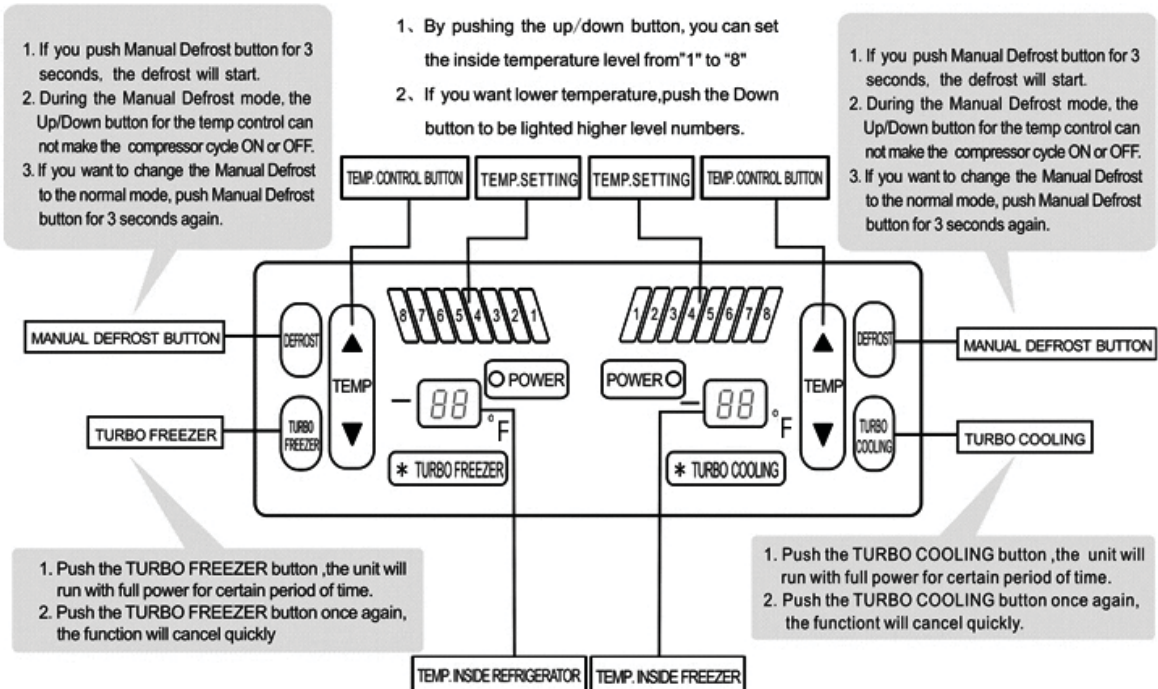 1. If you push Manual Defrost button for 3
seconds, the defrost will start.
2. During the Manual Defrost mode, the
Up/Down button for the temp control can
not make the compressor cycle ON or OFF.
3. If you want to change the Manual Defrost
to the normal mode, push Manual Defrost
button for 3 seconds again.
1、By pushing the up/down button, you can set
the inside temperature level from"1" to "8"
2、If you want lower temperature,push the Down
button to be lighted higher level numbers.
1. If you push Manual Defrost button for 3
seconds, the defrost will start.
2. During the Manual Defrost mode, the
Up/Down button for the temp control can
not make the compressor cycle ON or OFF.
3. If you want to change the Manual Defrost
to the normal mode, push Manual Defrost
button for 3 seconds again.
TEMP. CONTROL BUTTON
TEMP.SETTING
TEMP.SETTING
TEMP. CONTROL BUTTON
MANUAL DEFROST BUTTON
DEFROST
TEMP
8 7 6 5 4 3 2 1
1 2 3 4 5 6 7 8
TEMP
DEFROST
MANUAL DEFROST BUTTON
O POWER
POWER O
- 88 °F
- 88 °F
TURBO FREEZER
TURBO
FREEZER
* TURBO FREEZER
* TURBO COOLING
TURBO
COOLING
TURBO COOLING
1. Push the TURBO FREEZER button ,the unit will
run with full power for certain period of time.
2. Push the TURBO FREEZER button once again,
the function will cancel quickly
1. Push the TURBO COOLING button ,the unit will
run with full power for certain period of time.
2. Push the TURBO COOLING button once again,
the functiont will cancel quickly.
TEMP. INSIDE REFRIGERATOR
TEMP. INSIDE FREEZER